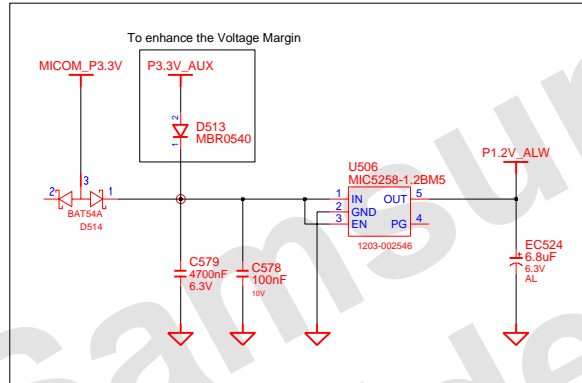 To enhance the Voltage Margin
MICOM_P3.3V
P3.3V_AUX
2
D513
MBR0540
1
U506
MIC5258-1.2BM5
P1.2V_ALW
2
3
1
BAT54A
D514
1 IN OUT 5
2 GND
3 EN PG 4
1203-002546
C579
4700nF
6.3V
C578
100nF
10V
EC524
6.8uF
6.3V
AL
Samsu